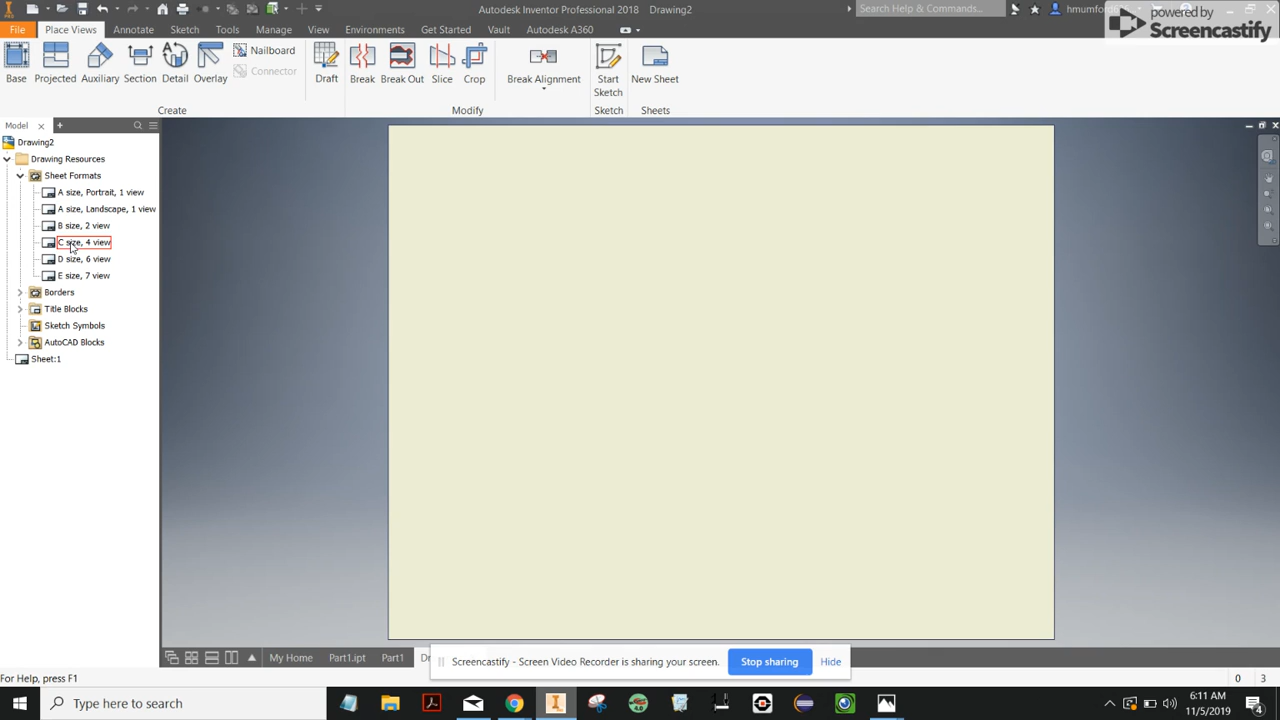 PRO
Autodesk Inventor Professional 2018 Drawing2
Search Help & Commands...
powered by
Screencastify
File
Place Views
Annotate
Sketch
Tools
Manage
View
Environments
Get Started
Vault
Autodesk A360
Base
Projected
Auxiliary
Section
Detail
Overlay
Nailboard
Connector
Draft
Break
Break Out
Slice
Crop
Break Alignment
Start
Sketch
New Sheet
Create
Modify
Sketch
Sheets
Model
Drawing2
Drawing Resources
Sheet Formats
A size, Portrait, 1 view
A size, Landscape, 1 view
B size, 2 view
C size, 4 view
D size, 6 view
E size, 7 view
Borders
Title Blocks
Sketch Symbols
AutoCAD Blocks
Sheet:1
My Home
Part1.ipt
Part1
Screencastify - Screen Video Recorder is sharing your screen.
Stop sharing
Hide
For Help, press F1
0
3
Type here to search
6:11 AM
11/5/2019
4